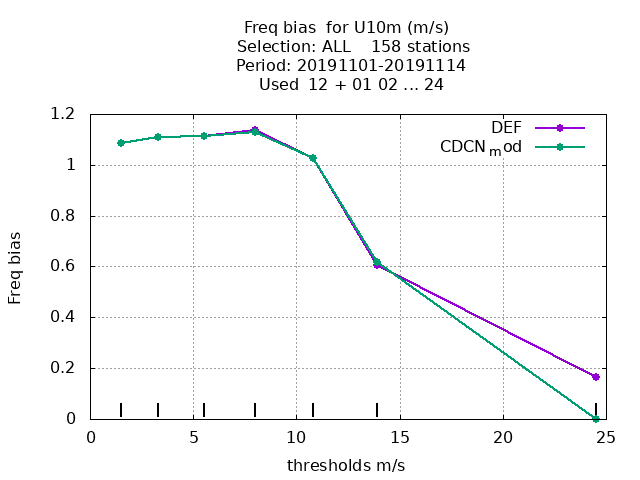 Freq bias  for U10m (m/s)
Selection: ALL    158 stations
Period: 20191101-20191114
Used  12 + 01 02 ... 24
DEF
CDCNmod
Freq bias
1.2
1
0.8
0.6
0.4
0.2
0
0 5 10 15 20 25
thresholds m/s